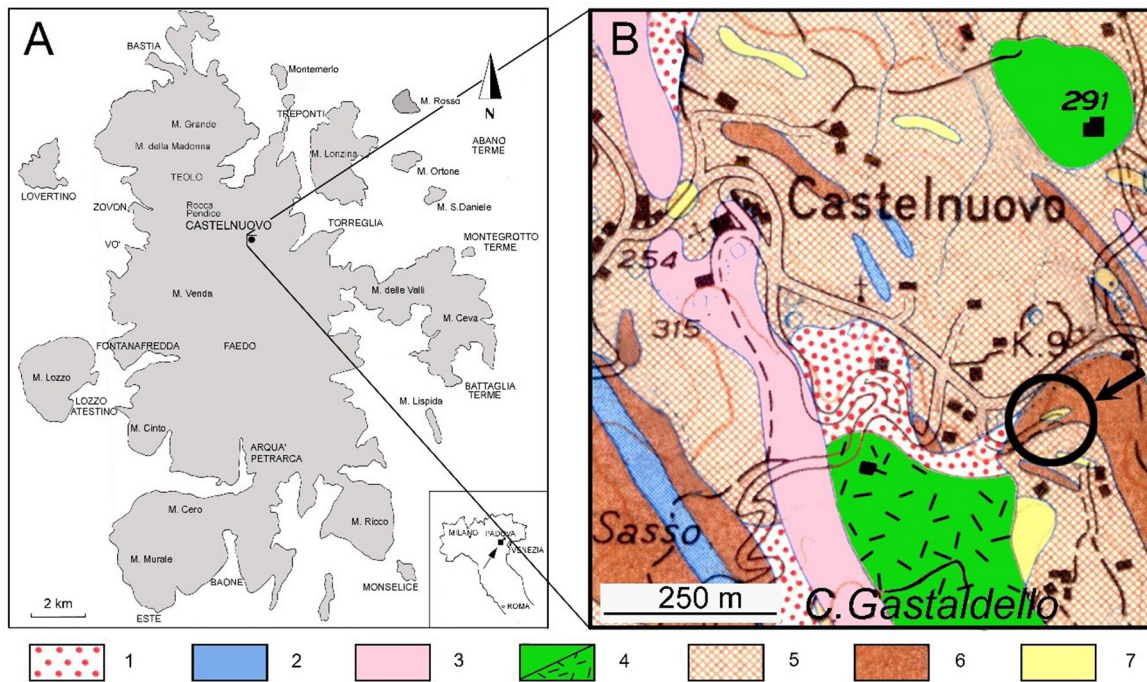 A
BASTIA
Montemerlo
N
M. Rosso
TREPONTI
M. Grande
ABANO
TERME
M. della Madonna
M. Lonzina
M. Ortone
TEOLO
LOVERTINO
M. S.Daniele
ZOVON
Rocca
Pendice
CASTELNUOVO
TORREGLIA
MONTEGROTTO
TERME
VO'
M. delle Valli
M. Venda
M. Ceva
FONTANAFREDDA
FAEDO
M. Lozzo
BATTAGLIA
TERME
M. Lispida
LOZZO
ATESTINO
M. Cinto
ARQUA'
PETRARCA
M. Cero
M. Ricco
MILANO
PADOVA
VENEZIA
M. Murale
BAONE
MONSELICE
2 km
ROMA
ESTE
B
291
Castelnuovo
254
315
K.9
Sasso
250 m
C.Gastaldello
1
2
3
4
5
6
7